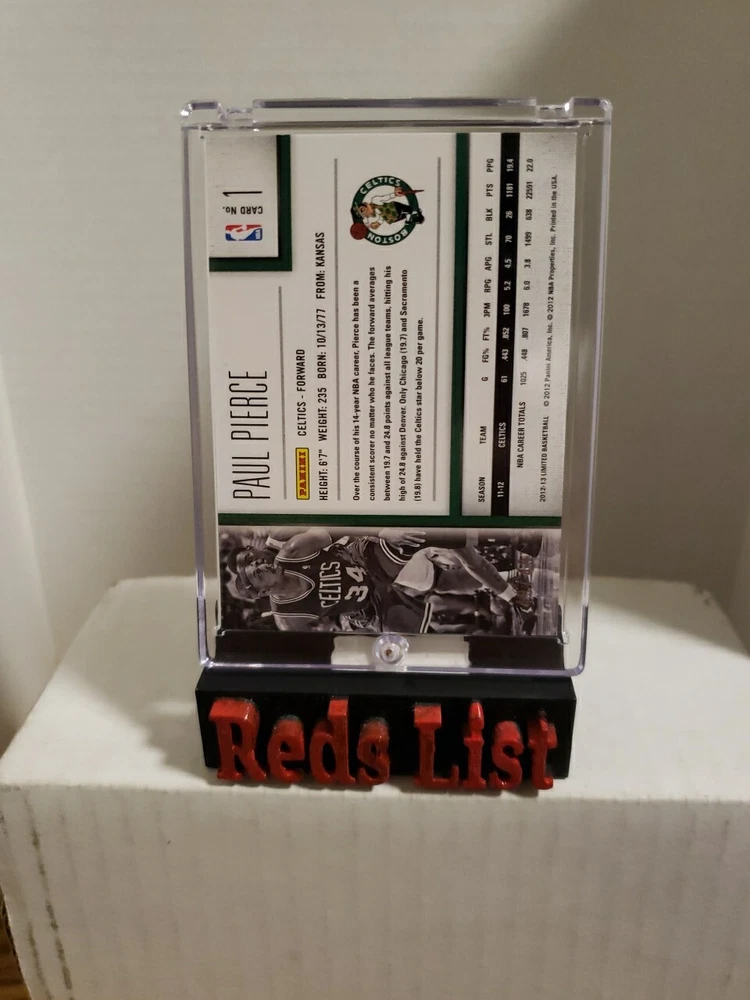 CARD No. 1
NBA
PAUL PIERCE
PANINI CELTICS - FORWARD
HEIGHT: 6'7" WEIGHT: 235 BORN: 10/13/77 FROM: KANSAS
Over the course of his 14-year NBA career, Pierce has been a
consistent scorer no matter who he faces. The forward averages
between 19.7 and 24.8 points against all league teams, hitting his
high of 24.8 against Denver. Only Chicago (19.7) and Sacramento
(19.8) have held the Celtics star below 20 per game.
BOSTON CELTICS
SEASON TEAM G FG% FT% 3PM RPG APG STL BLK PTS PPG
11-12 CELTICS 61 .443 .852 100 5.2 4.5 70 26 1181 19.4
NBA CAREER TOTALS 1025 .448 .807 1678 6.0 3.8 1499 638 22591 22.0
2012-13 LIMITED BASKETBALL © 2012 Panini America, Inc. © 2012 NBA Properties, Inc. Printed in the USA.
CELTICS
34
Reds List